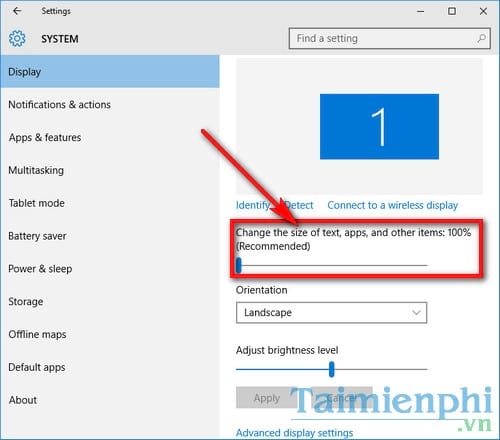 Settings
SYSTEM
Find a setting
Display
Notifications & actions
Apps & features
Multitasking
Tablet mode
Battery saver
Power & sleep
Storage
Offline maps
Default apps
About
1
Identify Detect Connect to a wireless display
Change the size of text, apps, and other items: 100%
(Recommended)
Orientation
Landscape
Adjust brightness level
Apply Cancel
Taimienphi
.vn
Advanced display settings